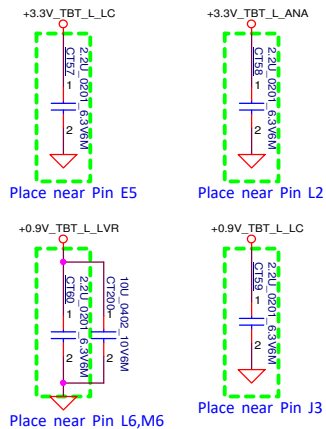 +3.3V_TBT_L_LC
CT57
2.2U_0201_6.3V6M
1
2
Place near Pin E5
+3.3V_TBT_L_ANA
CT58
2.2U_0201_6.3V6M
1
2
Place near Pin L2
+0.9V_TBT_L_LVR
CT60
2.2U_0201_6.3V6M
1
2
CT200
10U_0402_10V6M
1
2
Place near Pin L6,M6
+0.9V_TBT_L_LC
CT59
2.2U_0201_6.3V6M
1
2
Place near Pin J3